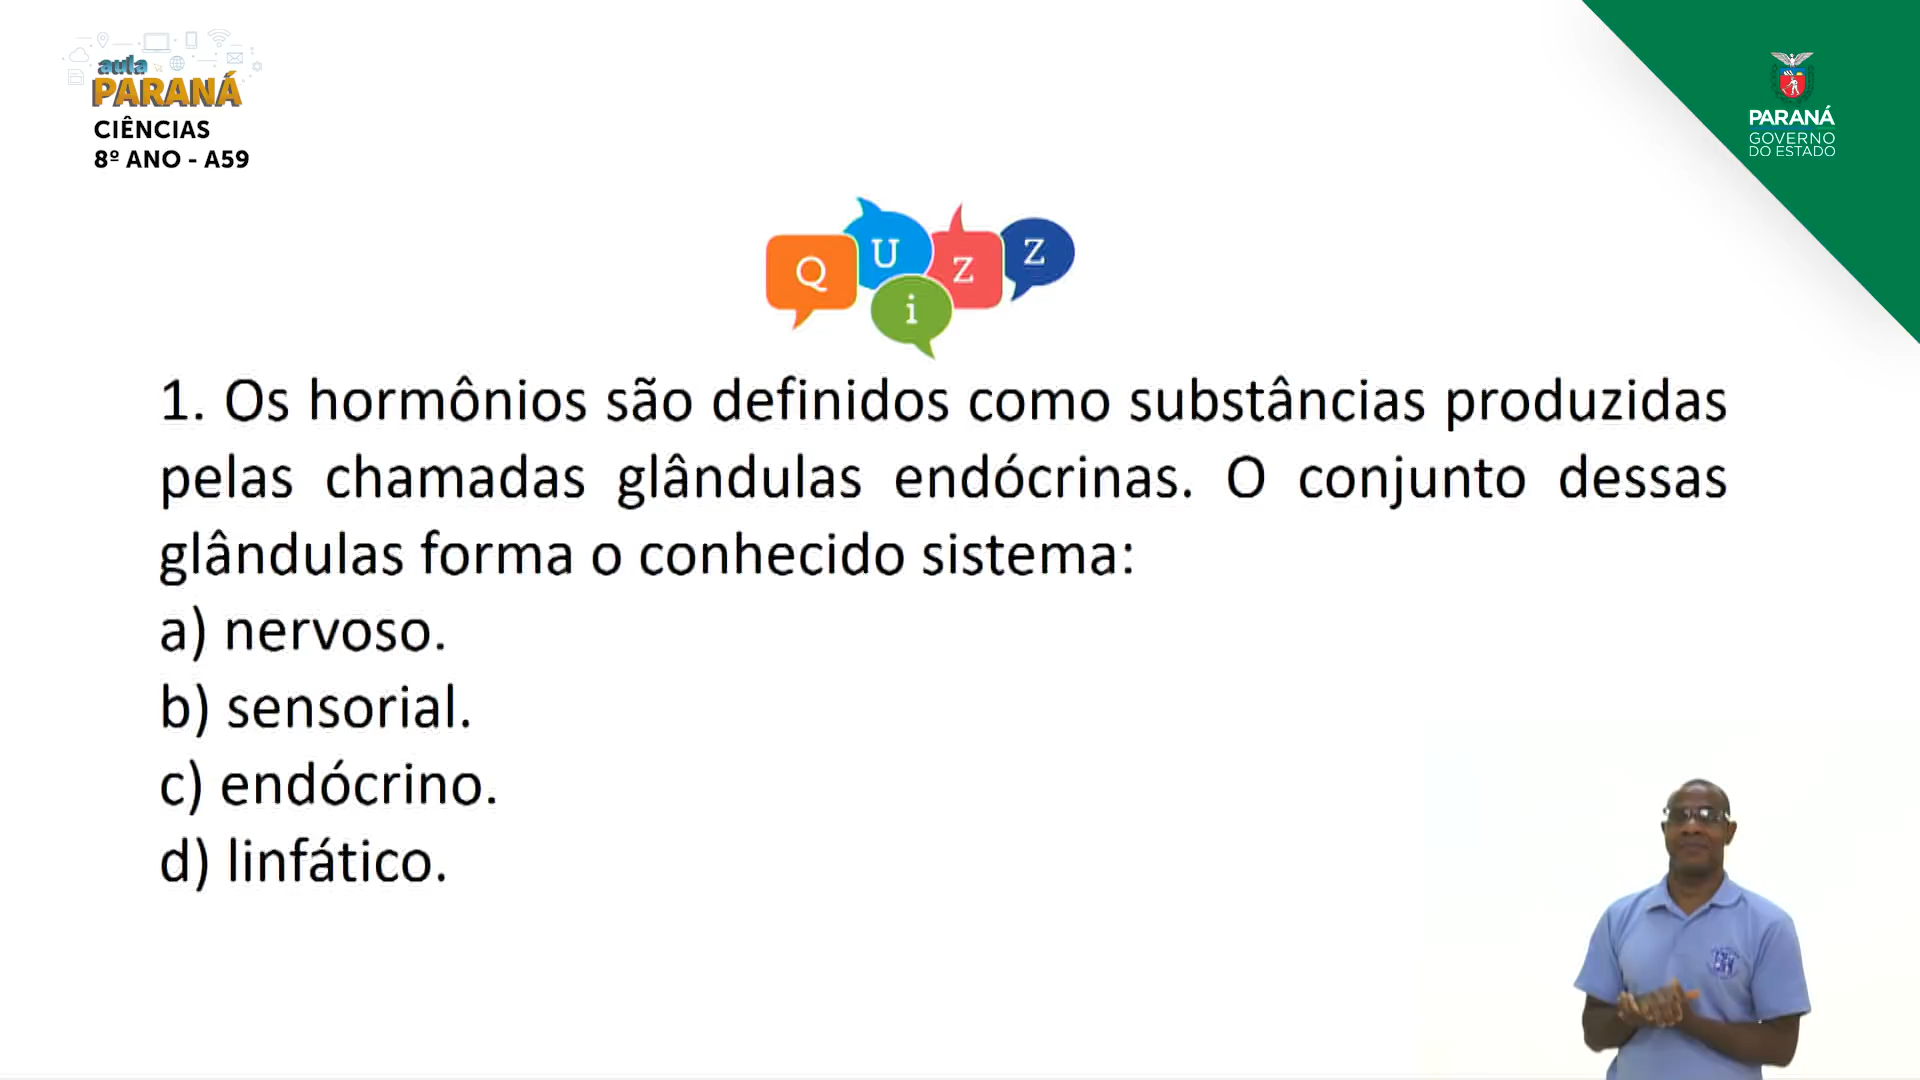 aula
PARANÁ
CIÊNCIAS
8º ANO - A59
PARANÁ
GOVERNO
DO ESTADO
QUiZZ
1. Os hormônios são definidos como substâncias produzidas
pelas chamadas glândulas endócrinas. O conjunto dessas
glândulas forma o conhecido sistema:
a) nervoso.
b) sensorial.
c) endócrino.
d) linfático.